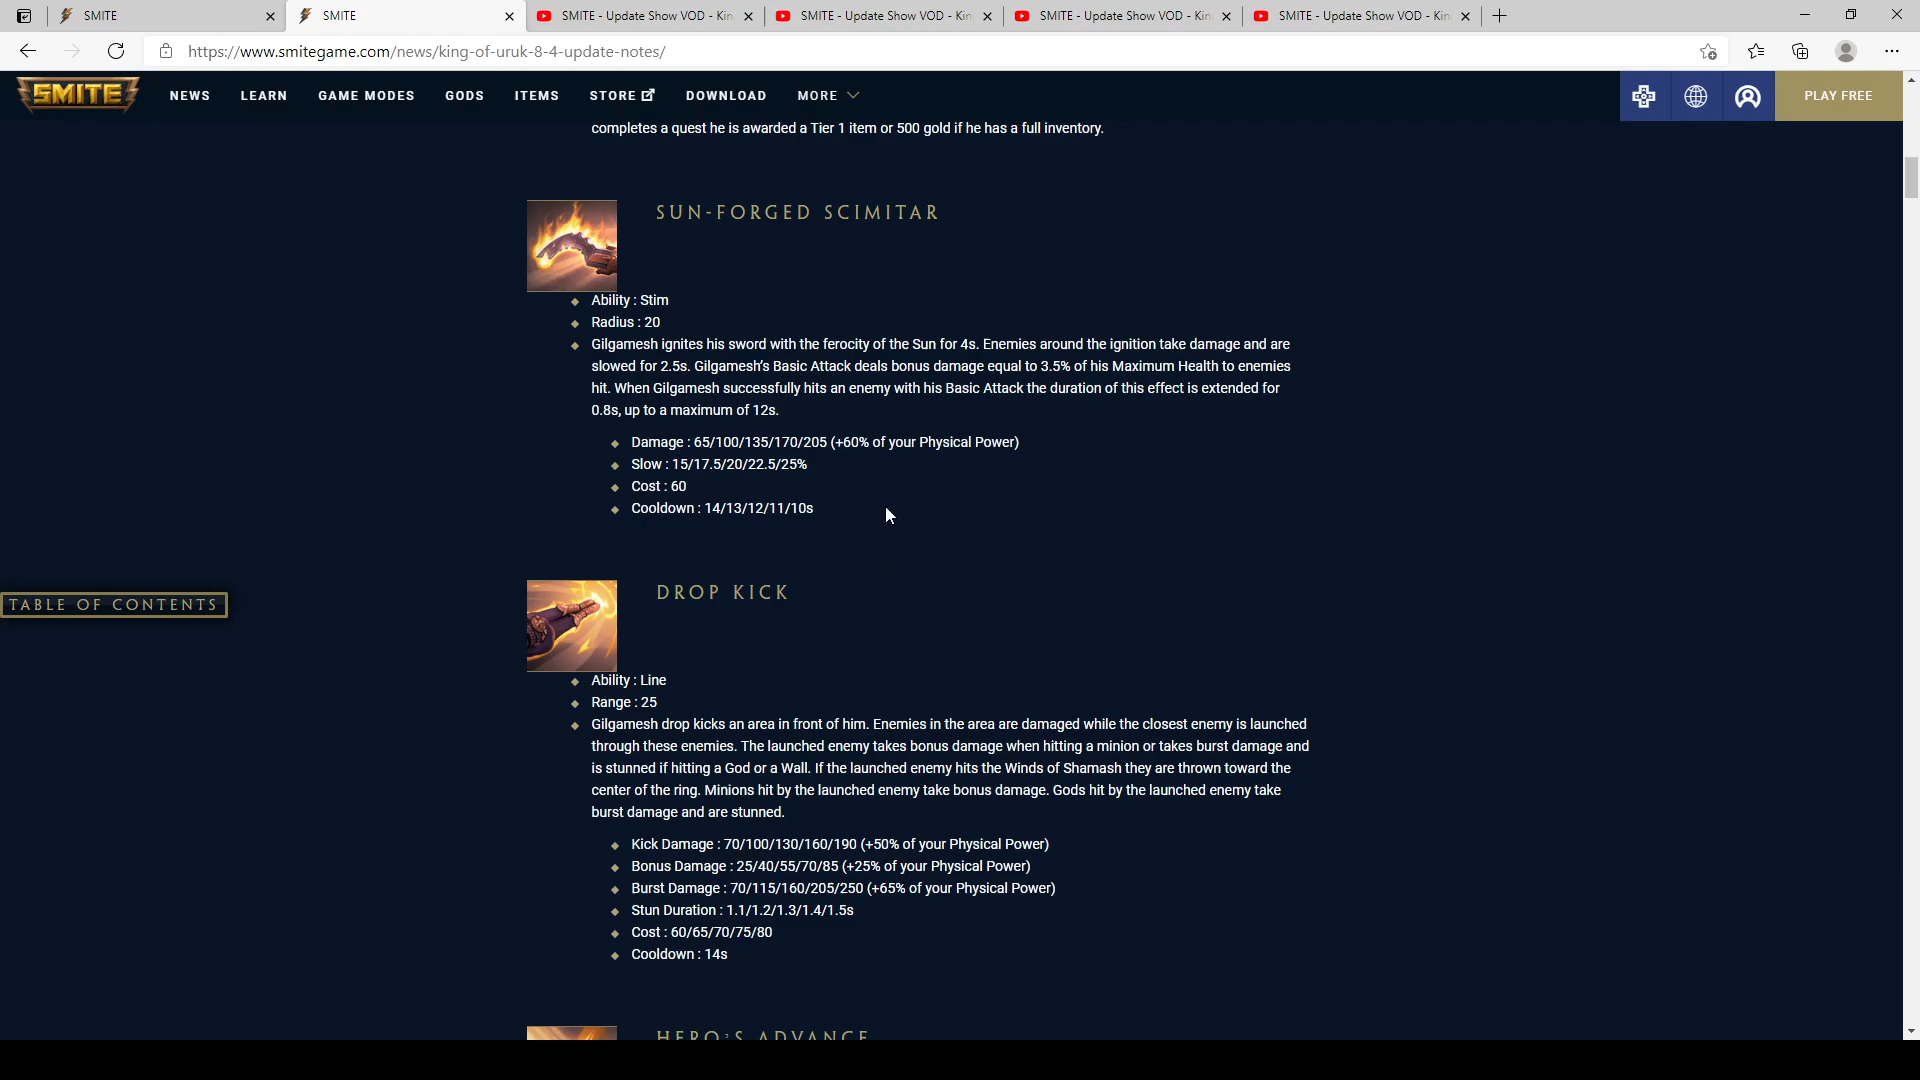 SMITE
SMITE
SMITE - Update Show VOD - Kin
SMITE - Update Show VOD - Kin
SMITE - Update Show VOD - Kin
SMITE - Update Show VOD - Kin
https://www.smitegame.com/news/king-of-uruk-8-4-update-notes/
SMITE
NEWS
LEARN
GAME MODES
GODS
ITEMS
STORE
DOWNLOAD
MORE
PLAY FREE
completes a quest he is awarded a Tier 1 item or 500 gold if he has a full inventory.
SUN-FORGED SCIMITAR
Ability : Stim
Radius : 20
Gilgamesh ignites his sword with the ferocity of the Sun for 4s. Enemies around the ignition take damage and are
slowed for 2.5s. Gilgamesh's Basic Attack deals bonus damage equal to 3.5% of his Maximum Health to enemies
hit. When Gilgamesh successfully hits an enemy with his Basic Attack the duration of this effect is extended for
0.8s, up to a maximum of 12s.
Damage : 65/100/135/170/205 (+60% of your Physical Power)
Slow : 15/17.5/20/22.5/25%
Cost : 60
Cooldown : 14/13/12/11/10s
TABLE OF CONTENTS
DROP KICK
Ability : Line
Range : 25
Gilgamesh drop kicks an area in front of him. Enemies in the area are damaged while the closest enemy is launched
through these enemies. The launched enemy takes bonus damage when hitting a minion or takes burst damage and
is stunned if hitting a God or a Wall. If the launched enemy hits the Winds of Shamash they are thrown toward the
center of the ring. Minions hit by the launched enemy take bonus damage. Gods hit by the launched enemy take
burst damage and are stunned.
Kick Damage : 70/100/130/160/190 (+50% of your Physical Power)
Bonus Damage : 25/40/55/70/85 (+25% of your Physical Power)
Burst Damage : 70/115/160/205/250 (+65% of your Physical Power)
Stun Duration : 1.1/1.2/1.3/1.4/1.5s
Cost : 60/65/70/75/80
Cooldown : 14s
HERO'S ADVANCE